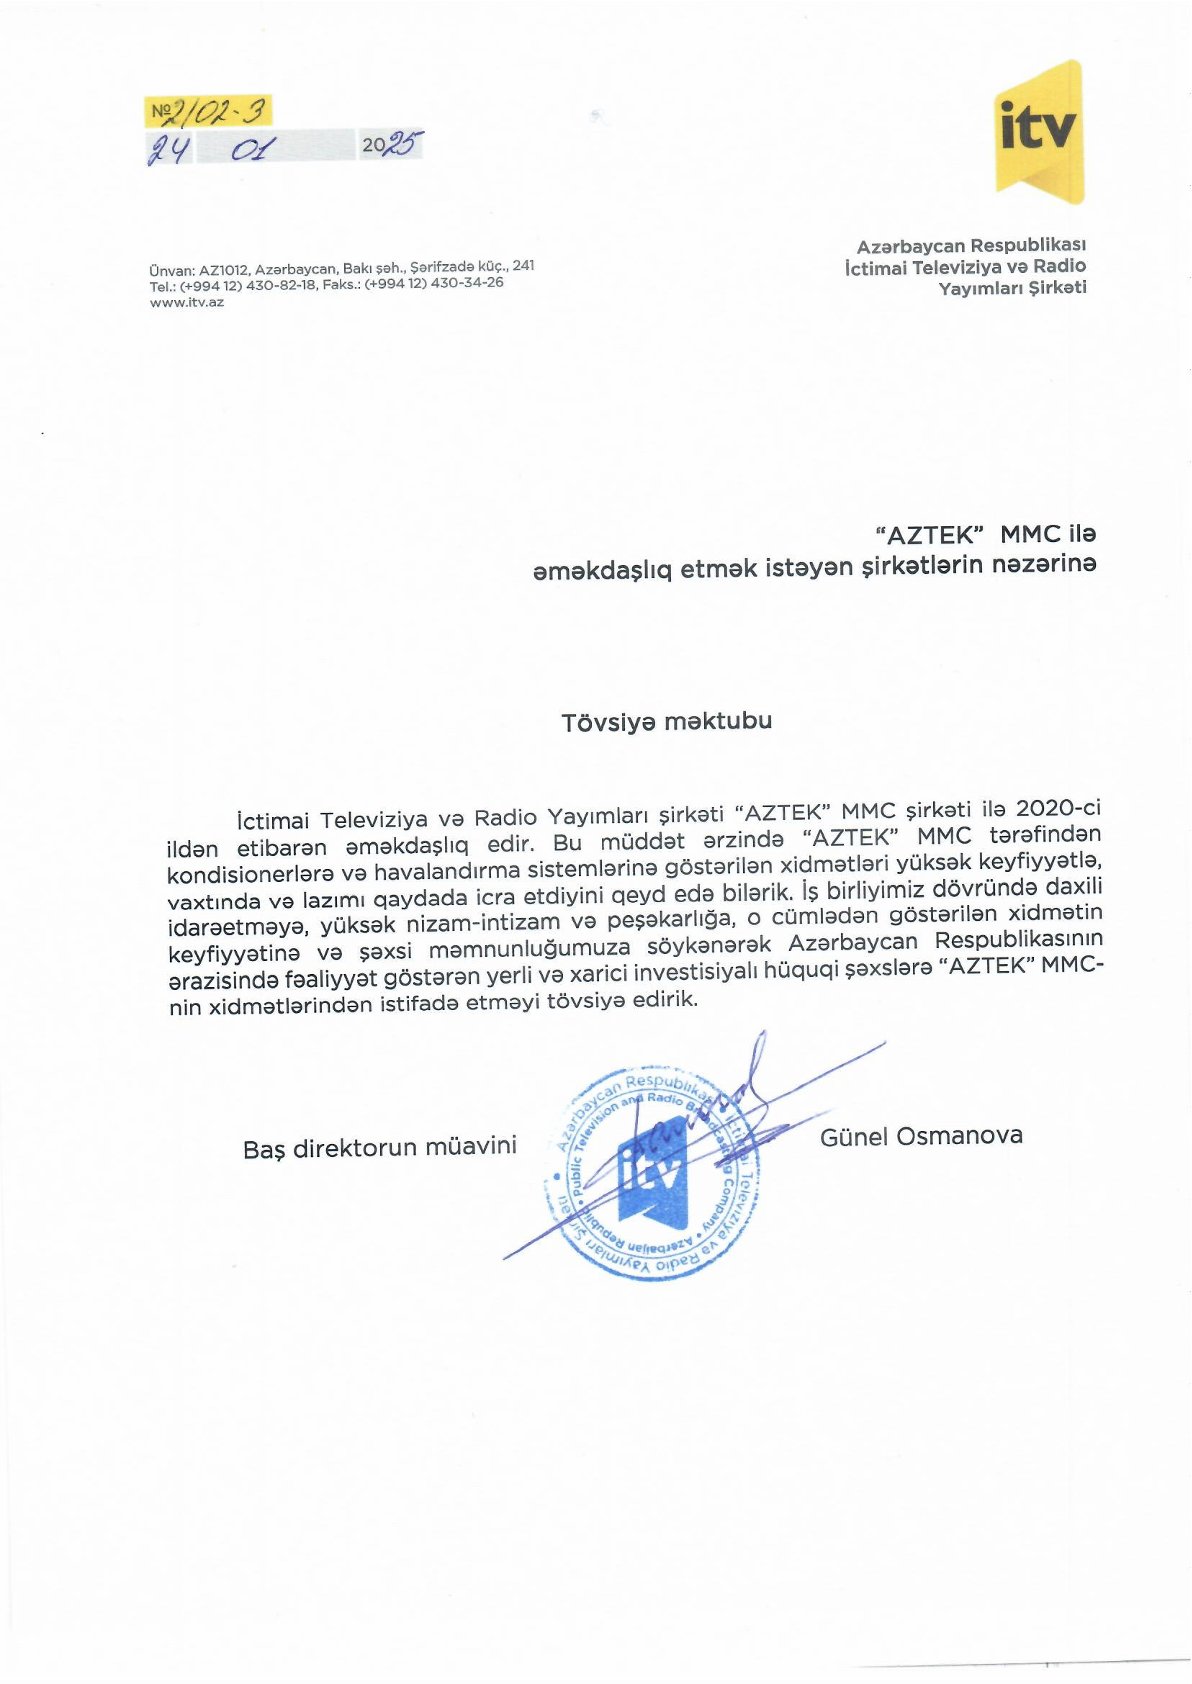 №2/02-3
24 01 2025
itv
Azərbaycan Respublikası
İctimai Televiziya və Radio
Yayımları Şirkəti
Ünvan: AZ1012, Azərbaycan, Bakı şəh., Şərifzadə küç., 241
Tel.: (+994 12) 430-82-18, Faks.: (+994 12) 430-34-26
www.itv.az
“AZTEK” MMC ilə
əməkdaşlıq etmək istəyən şirkətlərin nəzərinə
Tövsiyə məktubu
İctimai Televiziya və Radio Yayımları şirkəti “AZTEK” MMC şirkəti ilə 2020-ci
ildən etibarən əməkdaşlıq edir. Bu müddət ərzində “AZTEK” MMC tərəfindən
kondisionerlərə və havalandırma sistemlərinə göstərilən xidmətləri yüksək keyfiyyətlə,
vaxtında və lazımı qaydada icra etdiyini qeyd edə bilərik. İş birliyimiz dövründə daxili
idarəetməyə, yüksək nizam-intizam və peşəkarlığa, o cümlədən göstərilən xidmətin
keyfiyyətinə və şəxsi məmnunluğumuza söykənərək Azərbaycan Respublikasının
ərazisində fəaliyyət göstərən yerli və xarici investisiyalı hüquqi şəxslərə “AZTEK” MMC-
nin xidmətlərindən istifadə etməyi tövsiyə edirik.
Baş direktorun müavini
Günel Osmanova
Azərbaycan Respublikası İctimai Televiziya və Radio Yayımları Şirkəti
Public Television and Radio Broadcasting Company • Azerbaijan Republic •
itv